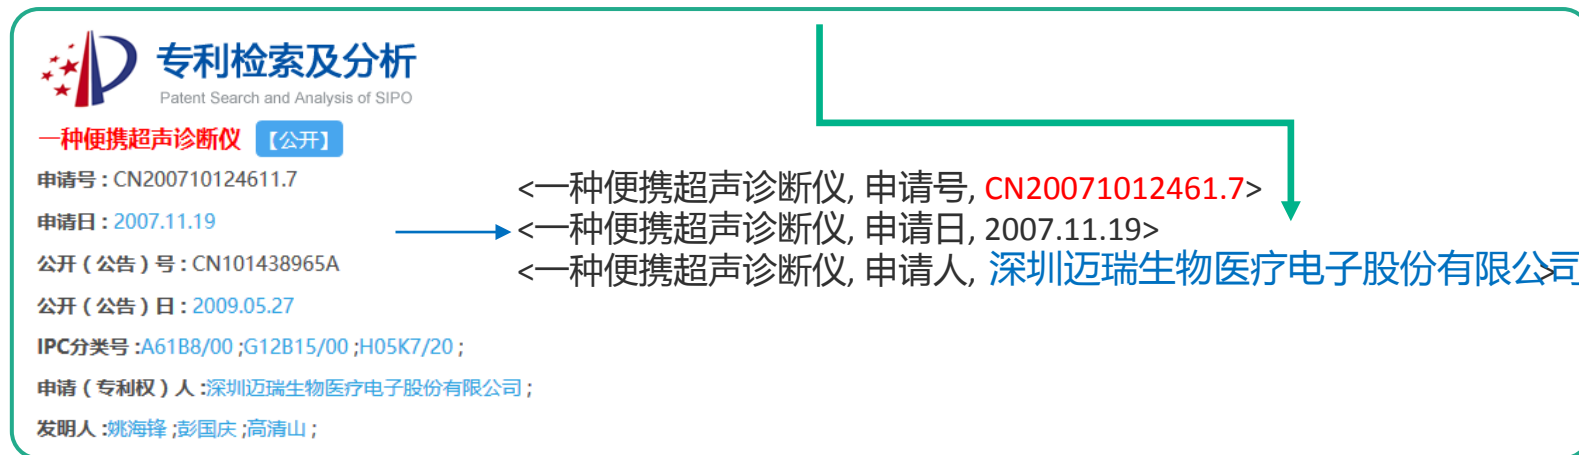 专利检索及分析
Patent Search and Analysis of SIPO
一种便携超声诊断仪 【公开】
申请号 : CN200710124611.7
申请日 : 2007.11.19
公开 ( 公告 ) 号 : CN101438965A
公开 ( 公告 ) 日 : 2009.05.27
IPC分类号 :A61B8/00 ;G12B15/00 ;H05K7/20 ;
申请 ( 专利权 ) 人 :深圳迈瑞生物医疗电子股份有限公司 ;
发明人 :姚海锋 ;彭国庆 ;高清山 ;
<一种便携超声诊断仪, 申请号, CN20071012461.7>
<一种便携超声诊断仪, 申请日, 2007.11.19>
<一种便携超声诊断仪, 申请人, 深圳迈瑞生物医疗电子股份有限公司>